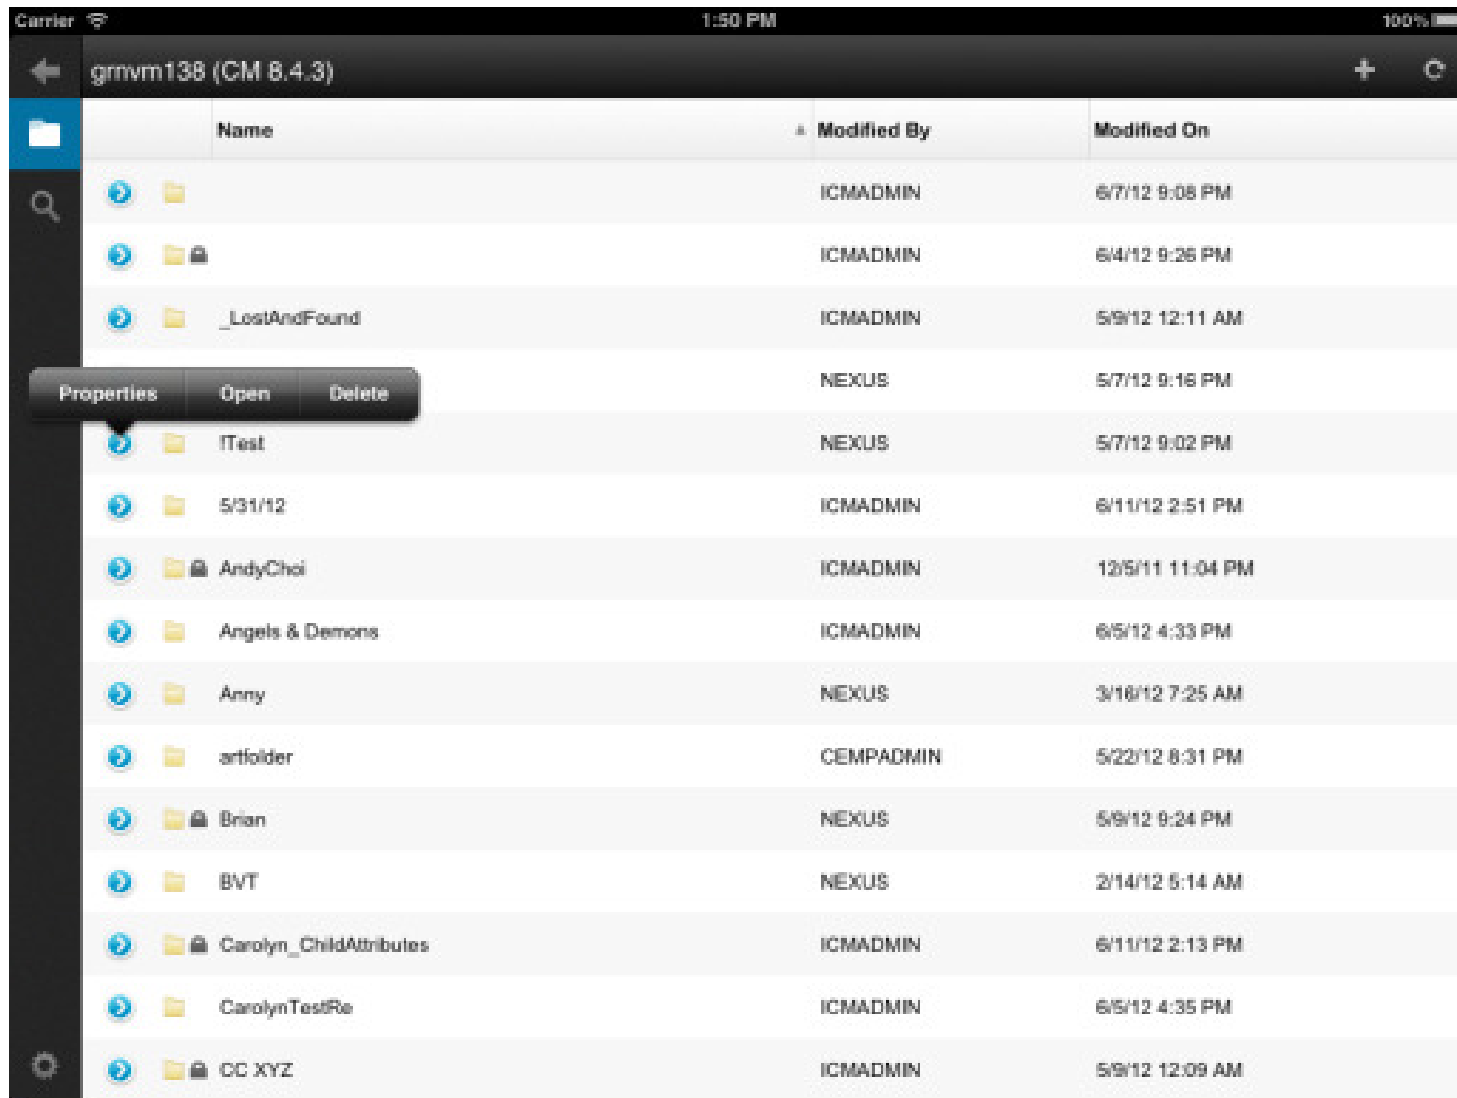 Carrier 1:50 PM 100%
grnvm138 (CM 8.4.3)
Name Modified By Modified On
ICMADMIN 6/7/12 9:08 PM
ICMADMIN 6/4/12 9:26 PM
_LostAndFound ICMADMIN 5/9/12 12:11 AM
NEXUS 5/7/12 9:16 PM
Properties Open Delete
!Test NEXUS 5/7/12 9:02 PM
5/31/12 ICMADMIN 6/11/12 2:51 PM
AndyChoi ICMADMIN 12/5/11 11:04 PM
Angels & Demons ICMADMIN 6/5/12 4:33 PM
Anny NEXUS 3/16/12 7:25 AM
artfolder CEMPADMIN 5/22/12 8:31 PM
Brian NEXUS 5/9/12 9:24 PM
BVT NEXUS 2/14/12 5:14 AM
Carolyn_ChildAttributes ICMADMIN 6/11/12 2:13 PM
CarolynTestRe ICMADMIN 6/5/12 4:35 PM
CC XYZ ICMADMIN 5/9/12 12:09 AM